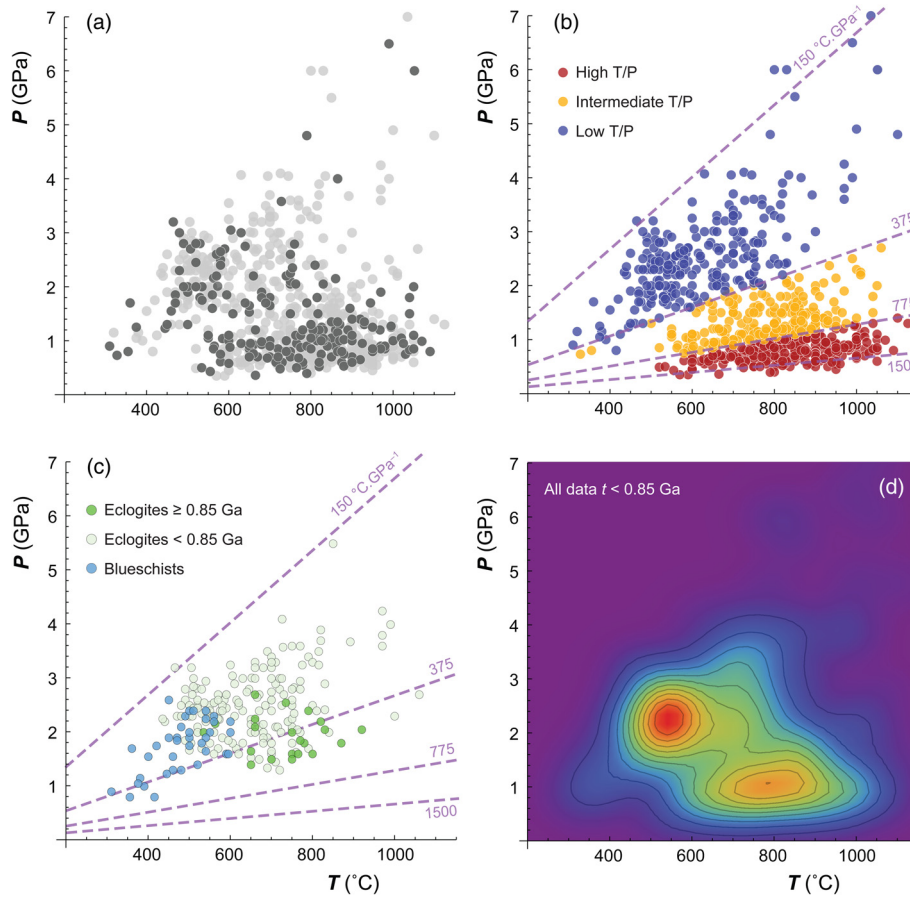 (a)
P (GPa)
7
6
5
4
3
2
1
400
600
800
1000
(b)
P (GPa)
7
6
5
4
3
2
1
High T/P
Intermediate T/P
Low T/P
150 °C.GPa⁻¹
375
775
150
400
600
800
1000
(c)
P (GPa)
7
6
5
4
3
2
1
Eclogites ≥ 0.85 Ga
Eclogites < 0.85 Ga
Blueschists
150 °C.GPa⁻¹
375
775
1500
400
600
800
1000
T (°C)
(d)
All data t < 0.85 Ga
P (GPa)
7
6
5
4
3
2
1
400
600
800
1000
T (°C)